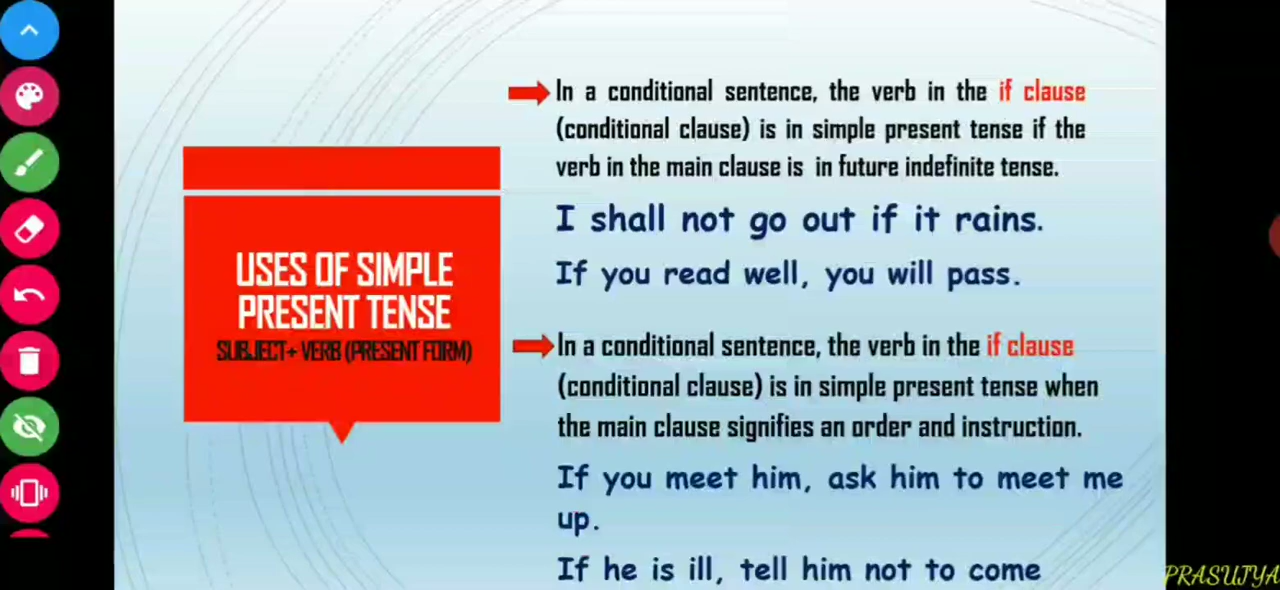 In a conditional sentence, the verb in the if clause
(conditional clause) is in simple present tense if the
verb in the main clause is in future indefinite tense.
I shall not go out if it rains.
If you read well, you will pass.
USES OF SIMPLE
PRESENT TENSE
SUBJECT+ VERB (PRESENT FORM)
In a conditional sentence, the verb in the if clause
(conditional clause) is in simple present tense when
the main clause signifies an order and instruction.
If you meet him, ask him to meet me
up.
If he is ill, tell him not to come
PRASUJYA